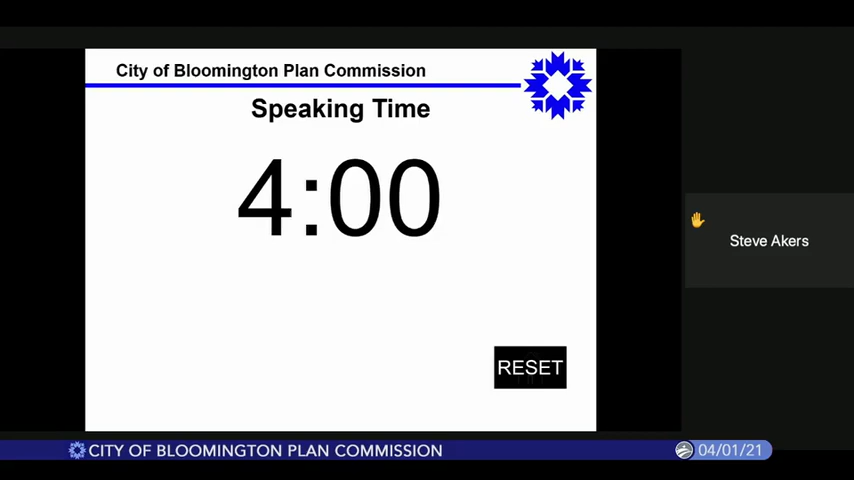 City of Bloomington Plan Commission
Speaking Time
4:00
Steve Akers
RESET
CITY OF BLOOMINGTON PLAN COMMISSION
04/01/21